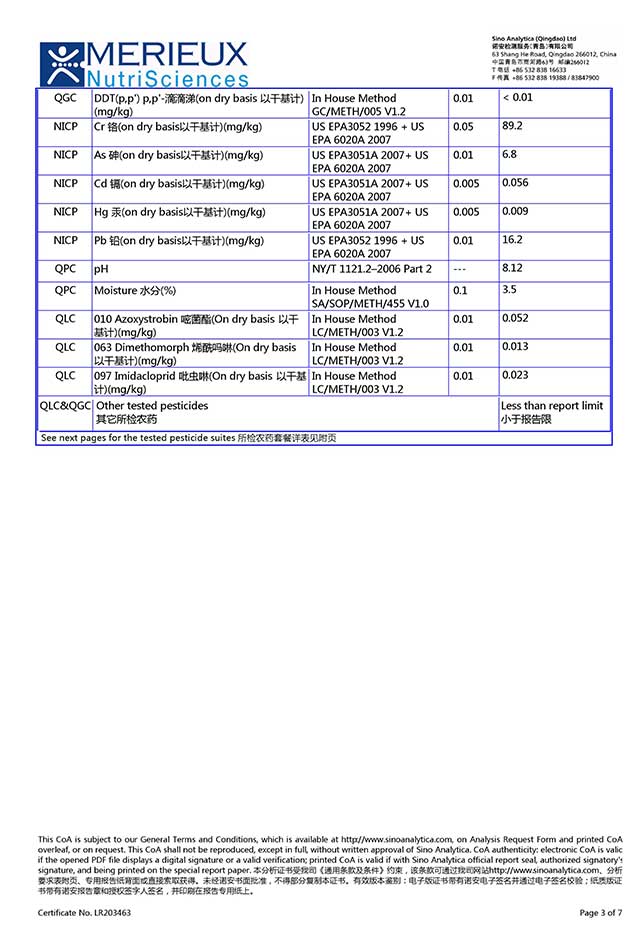 Sino Analytica (Qingdao) Ltd
诺安检测服务(青岛)有限公司
63 Shang He Road, Qingdao 266012, China
中国青岛市商河路63号 邮编266012
T 电话 +86 532 838 16633
F 传真 +86 532 838 19388 / 83847900
MERIEUX
NutriSciences
QGC DDT(p,p') p,p'-滴滴涕(on dry basis 以干基计) In House Method 0.01 < 0.01
(mg/kg) GC/METH/005 V1.2
NICP Cr 铬(on dry basis以干基计)(mg/kg) US EPA3052 1996 + US 0.05 89.2
EPA 6020A 2007
NICP As 砷(on dry basis以干基计)(mg/kg) US EPA3051A 2007+ US 0.01 6.8
EPA 6020A 2007
NICP Cd 镉(on dry basis以干基计)(mg/kg) US EPA3051A 2007+ US 0.005 0.056
EPA 6020A 2007
NICP Hg 汞(on dry basis以干基计)(mg/kg) US EPA3051A 2007+ US 0.005 0.009
EPA 6020A 2007
NICP Pb 铅(on dry basis以干基计)(mg/kg) US EPA3052 1996 + US 0.01 16.2
EPA 6020A 2007
QPC pH NY/T 1121.2–2006 Part 2 --- 8.12
QPC Moisture 水分(%) In House Method 0.1 3.5
SA/SOP/METH/455 V1.0
QLC 010 Azoxystrobin 嘧菌酯(On dry basis 以干 In House Method 0.01 0.052
基计)(mg/kg) LC/METH/003 V1.2
QLC 063 Dimethomorph 烯酰吗啉(On dry basis In House Method 0.01 0.013
以干基计)(mg/kg) LC/METH/003 V1.2
QLC 097 Imidacloprid 吡虫啉(On dry basis 以干基 In House Method 0.01 0.023
计)(mg/kg) LC/METH/003 V1.2
QLC&QGC Other tested pesticides Less than report limit
其它所检农药 小于报告限
See next pages for the tested pesticide suites 所检农药套餐详表见附页
This CoA is subject to our General Terms and Conditions, which is available at http://www.sinoanalytica.com, on Analysis Request Form and printed CoA
overleaf, or on request. This CoA shall not be reproduced, except in full, without written approval of Sino Analytica. CoA authenticity: electronic CoA is valid
if the opened PDF file displays a digital signature or a valid verification; printed CoA is valid if with Sino Analytica official report seal, authorized signatory's
signature, and being printed on the special report paper. 本分析证书受我司《通用条款及条件》约束，该条款可通过我司网站http://www.sinoanalytica.com、分析
要求表附页、专用报告纸背面或直接索取获得。未经诺安书面批准，不得部分复制本证书。有效版本鉴别：电子版证书带有诺安电子签名并通过电子签名校验；纸质版证
书带有诺安报告章和授权签字人签名，并印刷在报告专用纸上。
Certificate No. LR203463 Page 3 of 7